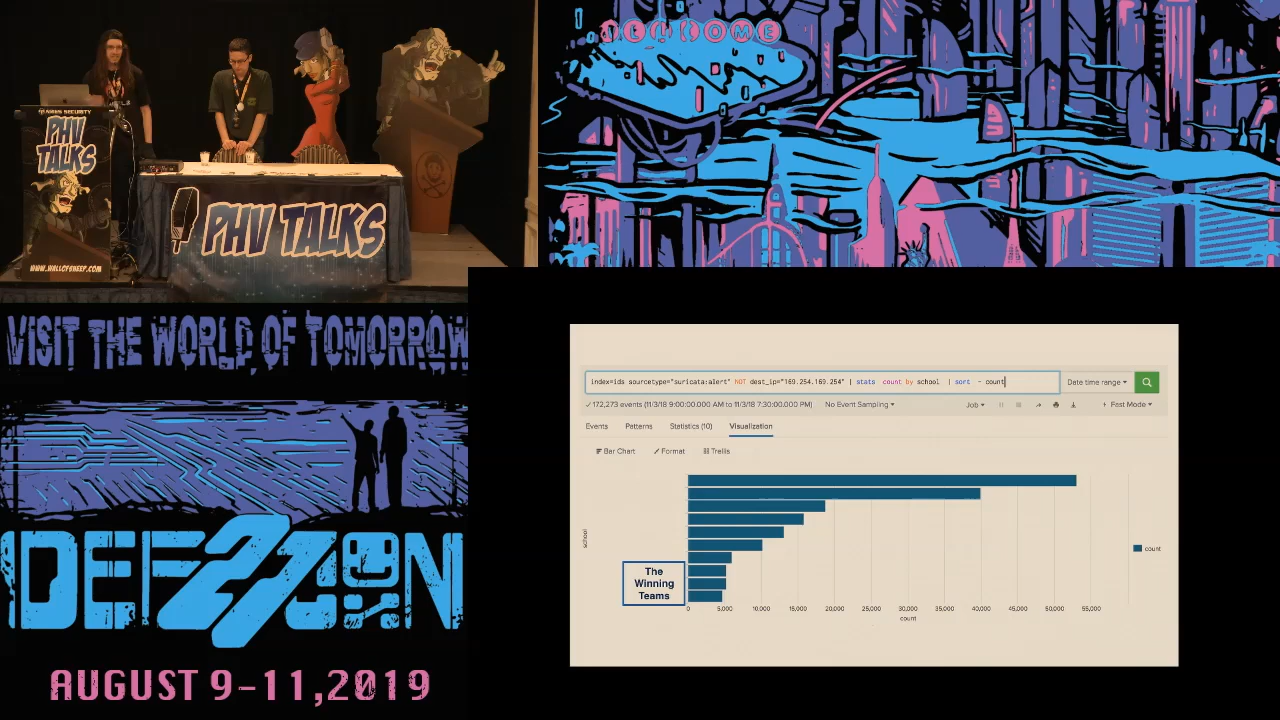 WELCOME
ARIES SECURITY
PHV
TALKS
WWW.WALLOFSHEEP.COM
PHV TALKS
VISIT THE WORLD OF TOMORROW
DEF 27 CON
AUGUST 9-11,2019
index=ids sourcetype="suricata:alert" NOT dest_ip="169.254.169.254" | stats count by school | sort - count
Date time range
✓ 172,273 events (11/3/18 9:00:00.000 AM to 11/3/18 7:30:00.000 PM)
No Event Sampling
Job
Fast Mode
Events
Patterns
Statistics (10)
Visualization
Bar Chart
Format
Trellis
school
The
Winning
Teams
count
0
5,000
10,000
15,000
20,000
25,000
30,000
35,000
40,000
45,000
50,000
55,000
count